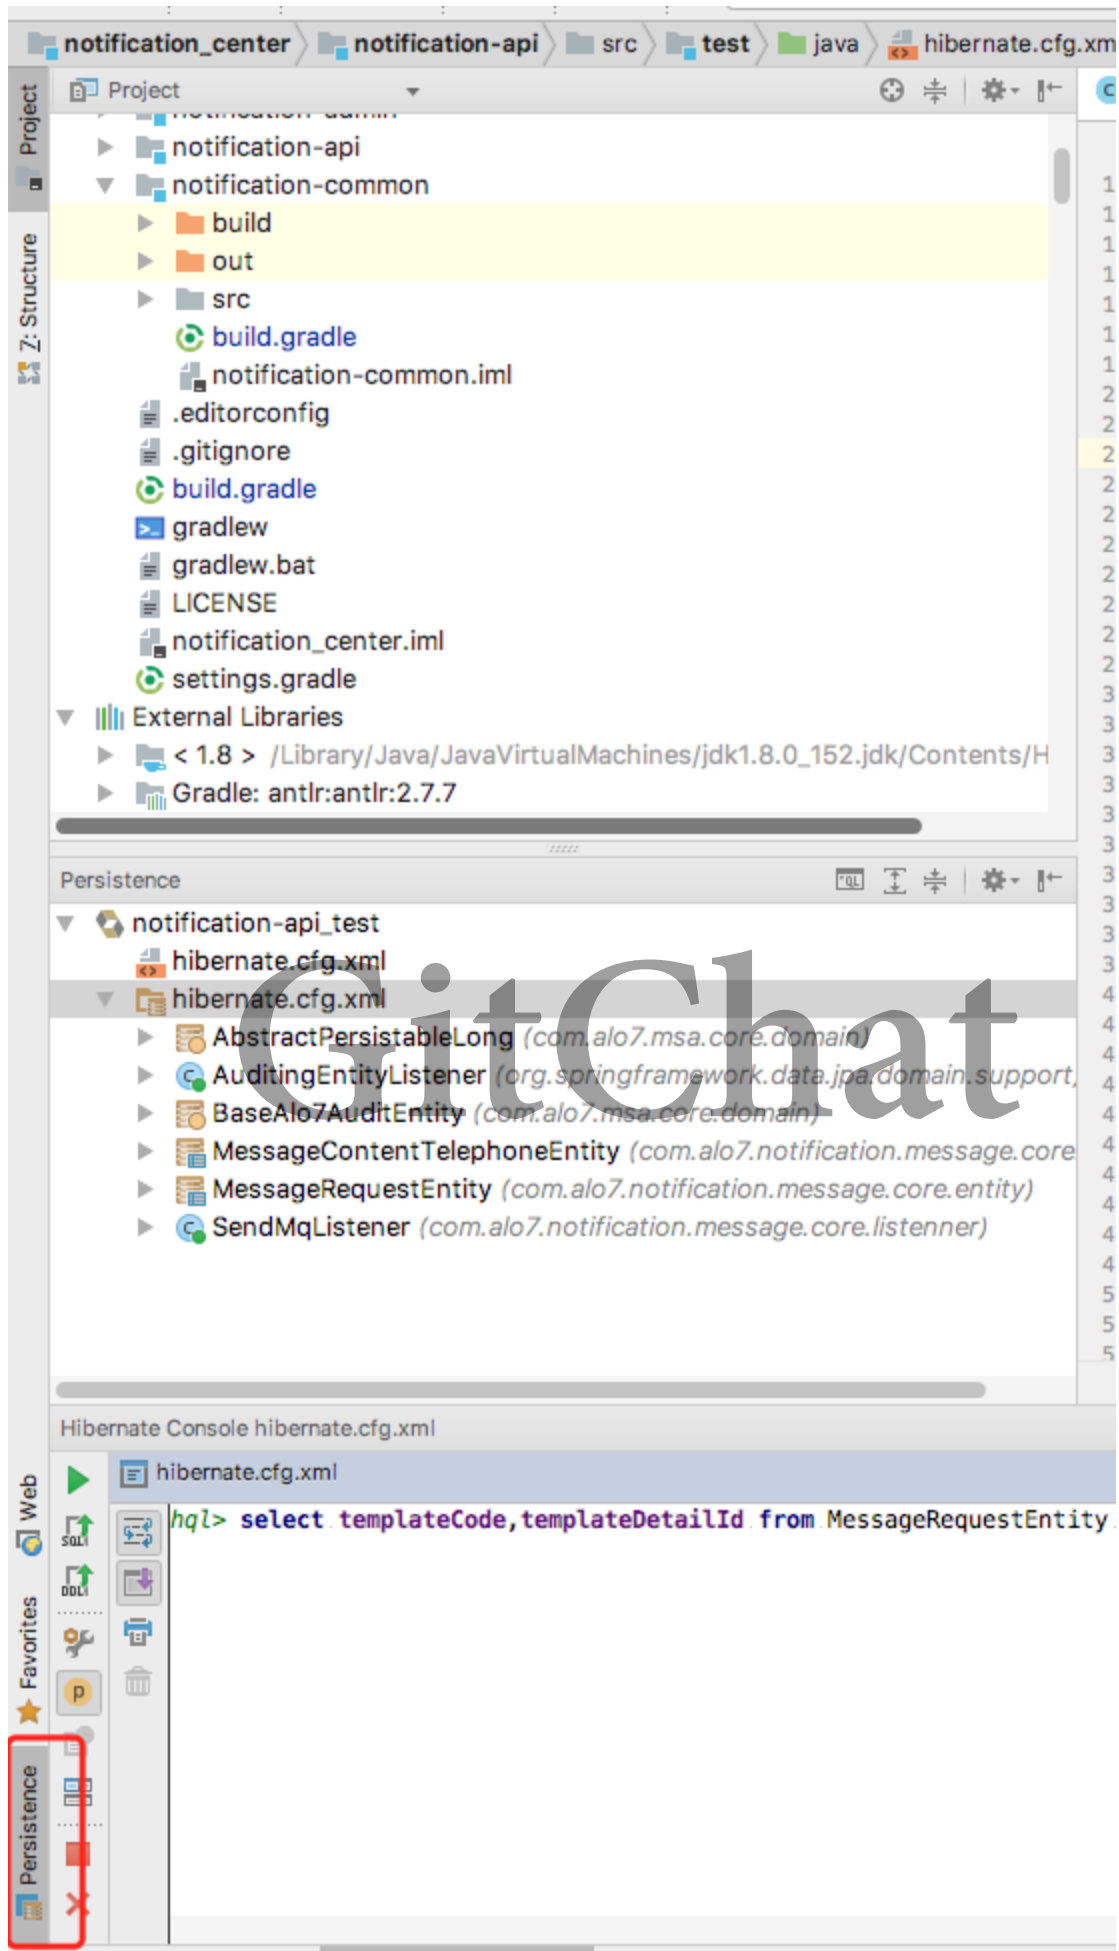 notification_center notification-api src test java hibernate.cfg.xm
Project
Project
notification-admin
notification-api
notification-common
build
out
src
build.gradle
notification-common.iml
.editorconfig
.gitignore
build.gradle
gradlew
gradlew.bat
LICENSE
notification_center.iml
settings.gradle
External Libraries
< 1.8 > /Library/Java/JavaVirtualMachines/jdk1.8.0_152.jdk/Contents/H
Gradle: antlr:antlr:2.7.7
Z: Structure
Persistence
notification-api_test
hibernate.cfg.xml
hibernate.cfg.xml
AbstractPersistableLong (com.alo7.msa.core.domain)
AuditingEntityListener (org.springframework.data.jpa.domain.support,
BaseAlo7AuditEntity (com.alo7.msa.core.domain)
MessageContentTelephoneEntity (com.alo7.notification.message.core
MessageRequestEntity (com.alo7.notification.message.core.entity)
SendMqListener (com.alo7.notification.message.core.listenner)
GitChat
Hibernate Console hibernate.cfg.xml
hibernate.cfg.xml
hql> select templateCode,templateDetailId from MessageRequestEntity
SQL
DDL
p
Web
Favorites
Persistence